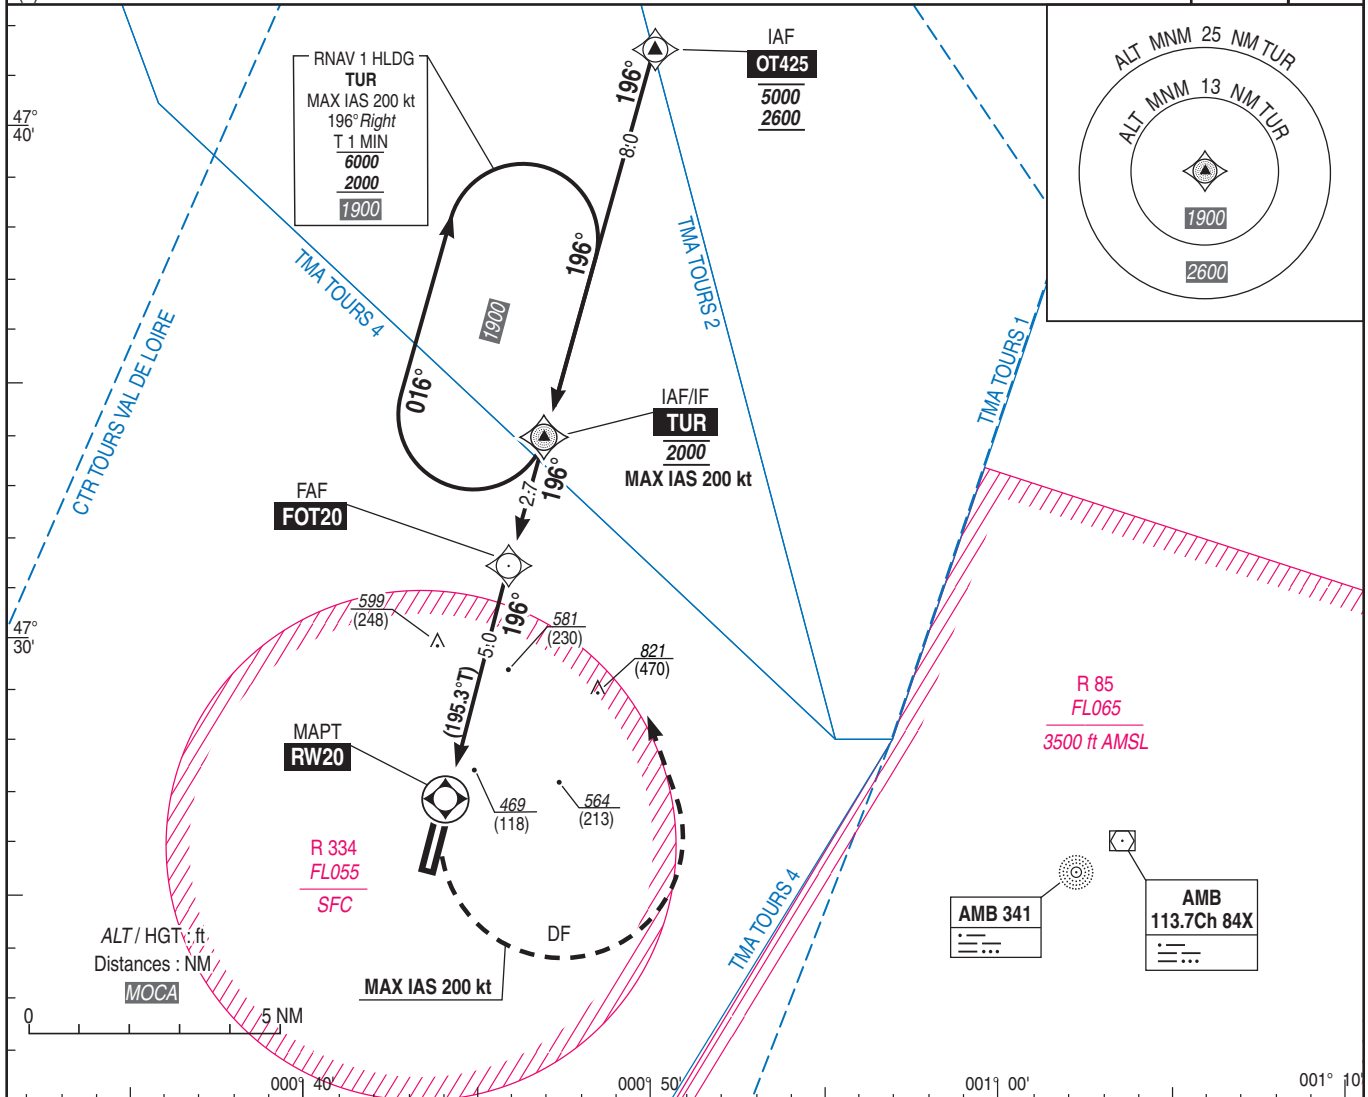 IAF
OT425
5000
2600
196°
8.0
RNAV 1 HLDG
TUR
MAX IAS 200 kt
196° Right
T 1 MIN
6000
2000
1900
ALT MNM 25 NM TUR
ALT MNM 13 NM TUR
1900
2600
47°
40'
TMA TOURS 4
TMA TOURS 2
TMA TOURS 1
CTR TOURS VAL DE LOIRE
196°
1900
016°
IAF/IF
TUR
2000
MAX IAS 200 kt
196°
2.7
FAF
FOT20
47°
30'
599
(248)
196°
5.0
(195.3°T)
581
(230)
821
(470)
R 85
FL065
3500 ft AMSL
MAPT
RW20
469
(118)
564
(213)
R 334
FL055
SFC
TMA TOURS 4
AMB 341
AMB
113.7Ch 84X
DF
MAX IAS 200 kt
ALT / HGT : ft
Distances : NM
MOCA
0
5 NM
000° 40'
000° 50'
001° 00'
001° 10'